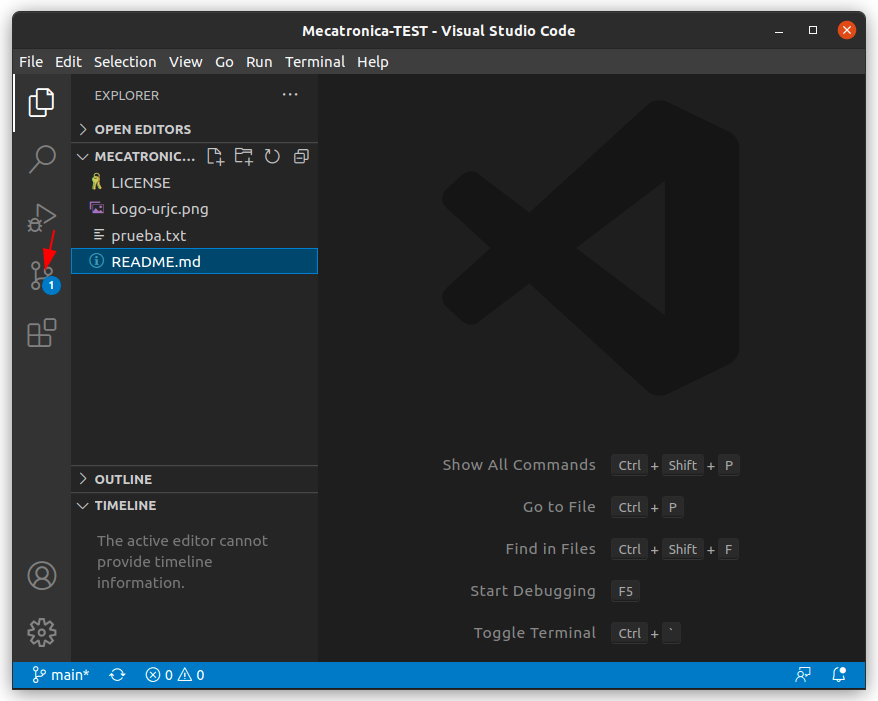 Mecatronica-TEST - Visual Studio Code
File Edit Selection View Go Run Terminal Help
EXPLORER
OPEN EDITORS
MECATRONIC...
LICENSE
Logo-urjc.png
prueba.txt
README.md
1
OUTLINE
TIMELINE
The active editor cannot
provide timeline
information.
Show All Commands Ctrl + Shift + P
Go to File Ctrl + P
Find in Files Ctrl + Shift + F
Start Debugging F5
Toggle Terminal Ctrl + `
main* 0 0